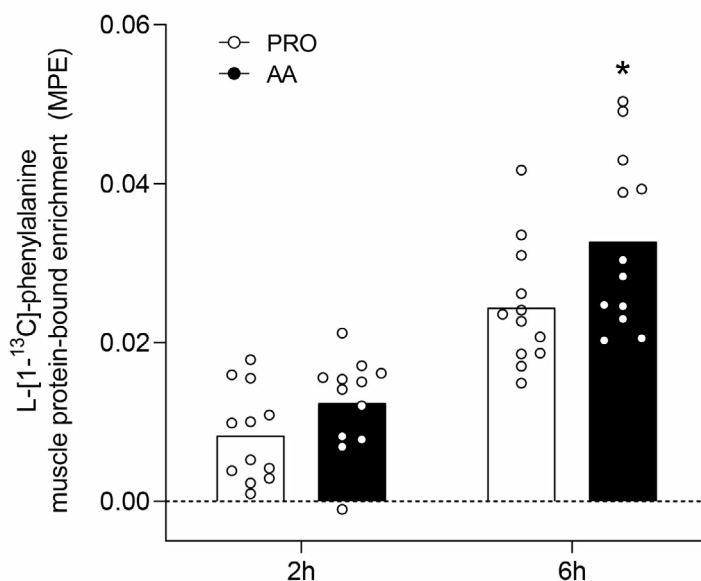 0.06
0.04
0.02
0.00
L-[1-¹³C]-phenylalanine
muscle protein-bound enrichment (MPE)
PRO
AA
*
2h
6h